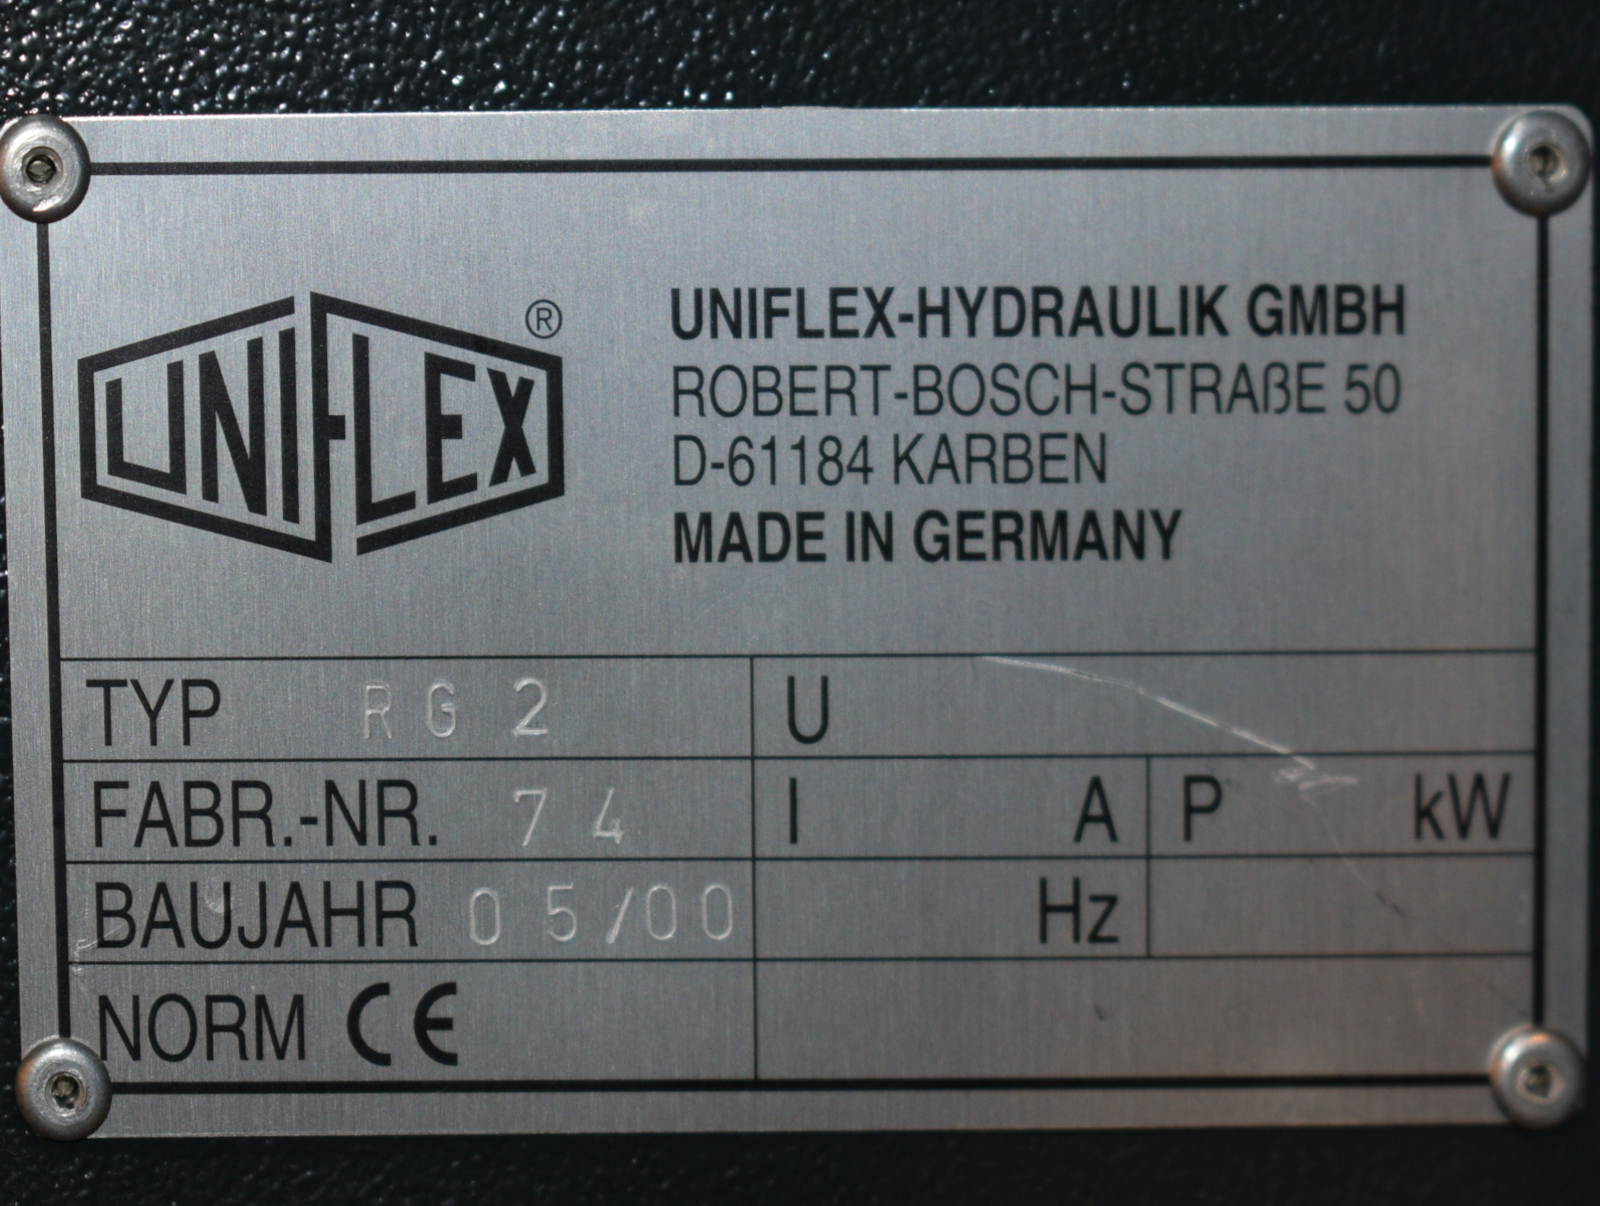 UNIFLEX ®
UNIFLEX-HYDRAULIK GMBH
ROBERT-BOSCH-STRAßE 50
D-61184 KARBEN
MADE IN GERMANY
TYP RG 2 U
FABR.-NR. 74 I A P kW
BAUJAHR 05/00 Hz
NORM CE